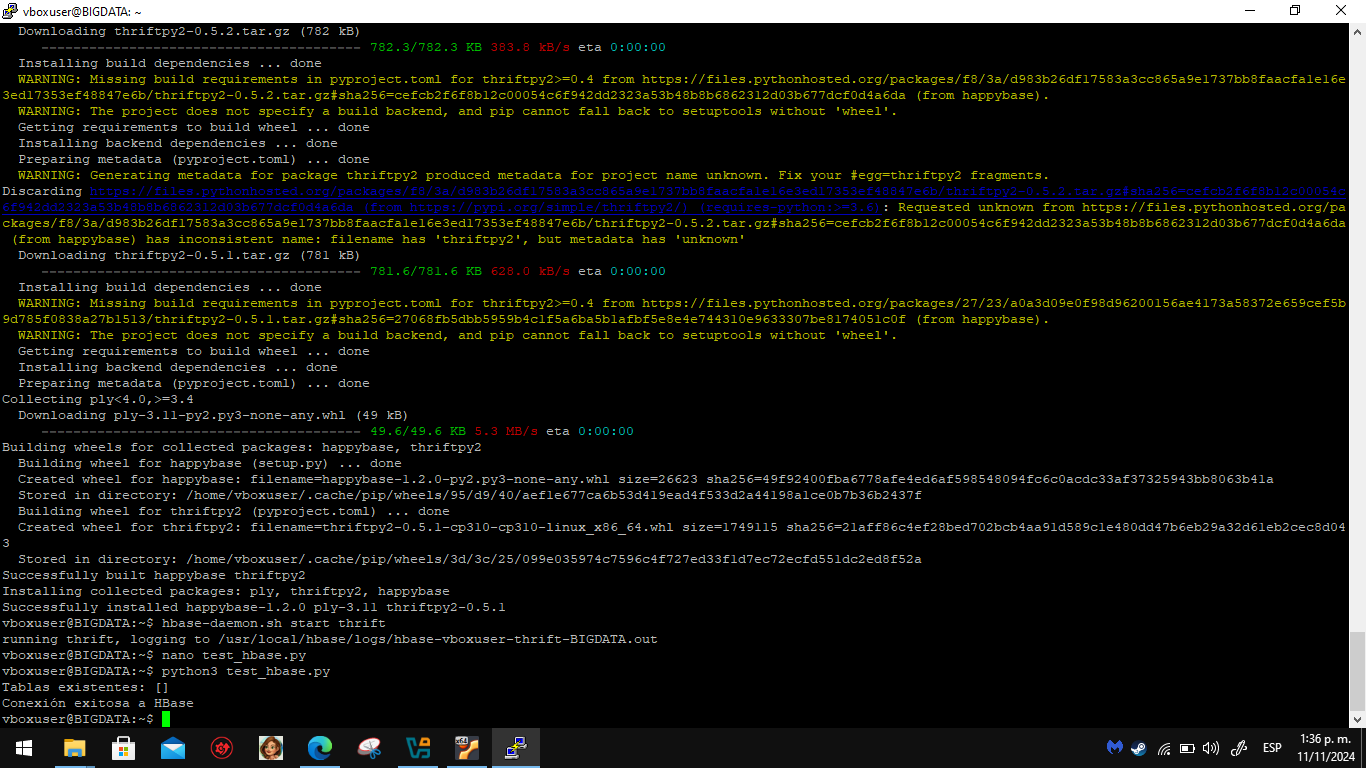 vboxuser@BIGDATA: ~
Downloading thriftpy2-0.5.2.tar.gz (782 kB)
---------------------------------------- 782.3/782.3 KB 383.8 kB/s eta 0:00:00
Installing build dependencies ... done
WARNING: Missing build requirements in pyproject.toml for thriftpy2>=0.4 from https://files.pythonhosted.org/packages/f8/3a/d983b26df17583a3cc865a9e1737bb8faacfa1e16e
3ed17353ef48847e6b/thriftpy2-0.5.2.tar.gz#sha256=cefcb2f6f8b12c00054c6f942dd2323a53b48b8b6862312d03b677dcf0d4a6da (from happybase).
WARNING: The project does not specify a build backend, and pip cannot fall back to setuptools without 'wheel'.
Getting requirements to build wheel ... done
Installing backend dependencies ... done
Preparing metadata (pyproject.toml) ... done
WARNING: Generating metadata for package thriftpy2 produced metadata for project name unknown. Fix your #egg=thriftpy2 fragments.
Discarding https://files.pythonhosted.org/packages/f8/3a/d983b26df17583a3cc865a9e1737bb8faacfa1e16e3ed17353ef48847e6b/thriftpy2-0.5.2.tar.gz#sha256=cefcb2f6f8b12c00054c
6f942dd2323a53b48b8b6862312d03b677dcf0d4a6da (from https://pypi.org/simple/thriftpy2/) (requires-python:>=3.6): Requested unknown from https://files.pythonhosted.org/pa
ckages/f8/3a/d983b26df17583a3cc865a9e1737bb8faacfa1e16e3ed17353ef48847e6b/thriftpy2-0.5.2.tar.gz#sha256=cefcb2f6f8b12c00054c6f942dd2323a53b48b8b6862312d03b677dcf0d4a6da
(from happybase) has inconsistent name: filename has 'thriftpy2', but metadata has 'unknown'
Downloading thriftpy2-0.5.1.tar.gz (781 kB)
---------------------------------------- 781.6/781.6 KB 628.0 kB/s eta 0:00:00
Installing build dependencies ... done
WARNING: Missing build requirements in pyproject.toml for thriftpy2>=0.4 from https://files.pythonhosted.org/packages/27/23/a0a3d09e0f98d96200156ae4173a58372e659cef5b
9d785f0838a27b1513/thriftpy2-0.5.1.tar.gz#sha256=27068fb5dbb5959b4c1f5a6ba5b1afbf5e8e4e744310e9633307be8174051c0f (from happybase).
WARNING: The project does not specify a build backend, and pip cannot fall back to setuptools without 'wheel'.
Getting requirements to build wheel ... done
Installing backend dependencies ... done
Preparing metadata (pyproject.toml) ... done
Collecting ply<4.0,>=3.4
Downloading ply-3.11-py2.py3-none-any.whl (49 kB)
---------------------------------------- 49.6/49.6 KB 5.3 MB/s eta 0:00:00
Building wheels for collected packages: happybase, thriftpy2
Building wheel for happybase (setup.py) ... done
Created wheel for happybase: filename=happybase-1.2.0-py2.py3-none-any.whl size=26623 sha256=49f92400fba6778afe4ed6af598548094fc6c0acdc33af37325943bb8063b41a
Stored in directory: /home/vboxuser/.cache/pip/wheels/95/d9/40/aef1e677ca6b53d419ead4f533d2a44198a1ce0b7b36b2437f
Building wheel for thriftpy2 (pyproject.toml) ... done
Created wheel for thriftpy2: filename=thriftpy2-0.5.1-cp310-cp310-linux_x86_64.whl size=1749115 sha256=21aff86c4ef28bed702bcb4aa91d589c1e480dd47b6eb29a32d61eb2cec8d04
3
Stored in directory: /home/vboxuser/.cache/pip/wheels/3d/3c/25/099e035974c7596c4f727ed33f1d7ec72ecfd551dc2ed8f52a
Successfully built happybase thriftpy2
Installing collected packages: ply, thriftpy2, happybase
Successfully installed happybase-1.2.0 ply-3.11 thriftpy2-0.5.1
vboxuser@BIGDATA:~$ hbase-daemon.sh start thrift
running thrift, logging to /usr/local/hbase/logs/hbase-vboxuser-thrift-BIGDATA.out
vboxuser@BIGDATA:~$ nano test_hbase.py
vboxuser@BIGDATA:~$ python3 test_hbase.py
Tablas existentes: []
Conexión exitosa a HBase
vboxuser@BIGDATA:~$
ESP
1:36 p. m.
11/11/2024